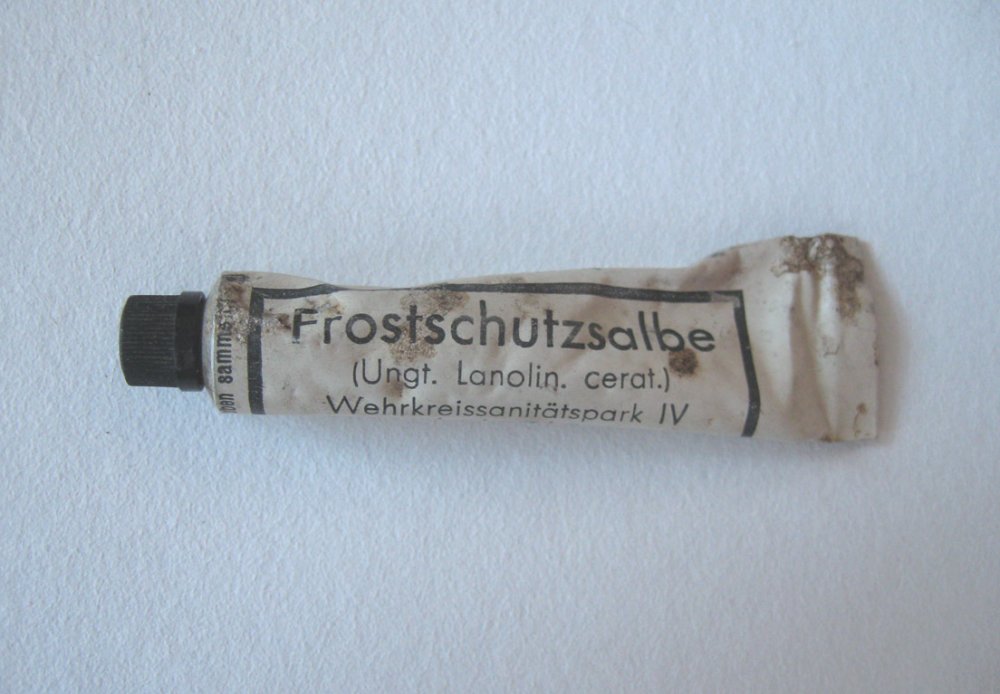 Frostschutzsalbe
(Ungt. Lanolin. cerat.)
Wehrkreissanitätspark IV